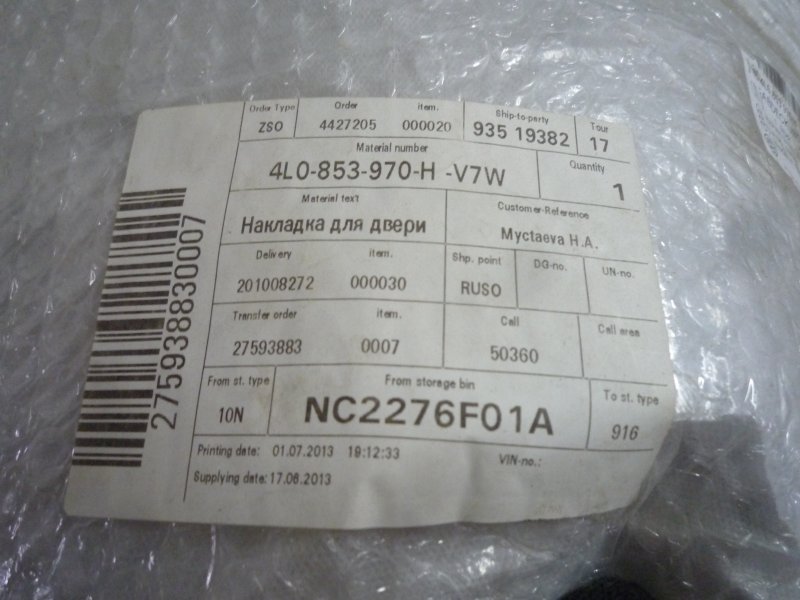 Order Type Order item. Ship-to-party Tour
ZSO 4427205 000020 935 19382 17
Material number Quantity
4L0-853-970-H -V7W 1
Material text Customer-Reference
Накладка для двери Myctaeva H.A.
Delivery item. Shp. point DG-no. UN-no.
201008272 000030 RUSO
Transfer order item. Call Call area
27593883 0007 50360
From st. type From storage bin To st. type
10N NC2276F01A 916
Printing date: 01.07.2013 19:12:33 VIN-no.:
Supplying date: 17.06.2013
275938830007